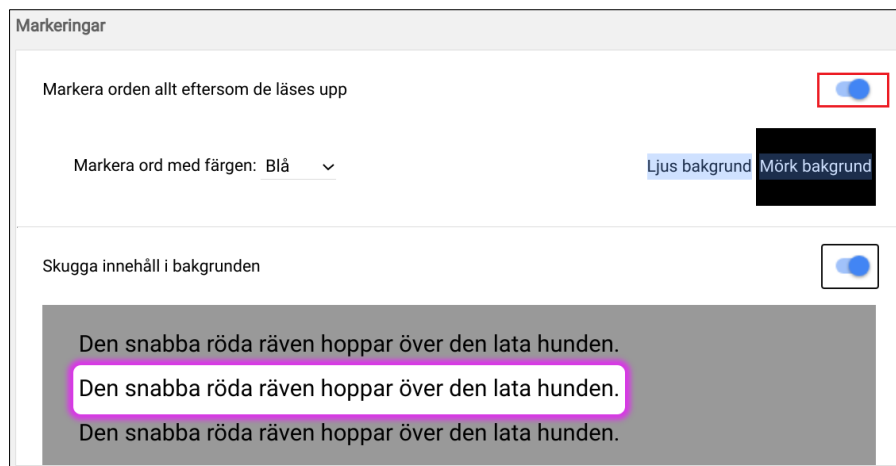 Markeringar
Markera orden allt eftersom de läses upp
Markera ord med färgen: Blå
Ljus bakgrund Mörk bakgrund
Skugga innehåll i bakgrunden
Den snabba röda räven hoppar över den lata hunden.
Den snabba röda räven hoppar över den lata hunden.
Den snabba röda räven hoppar över den lata hunden.